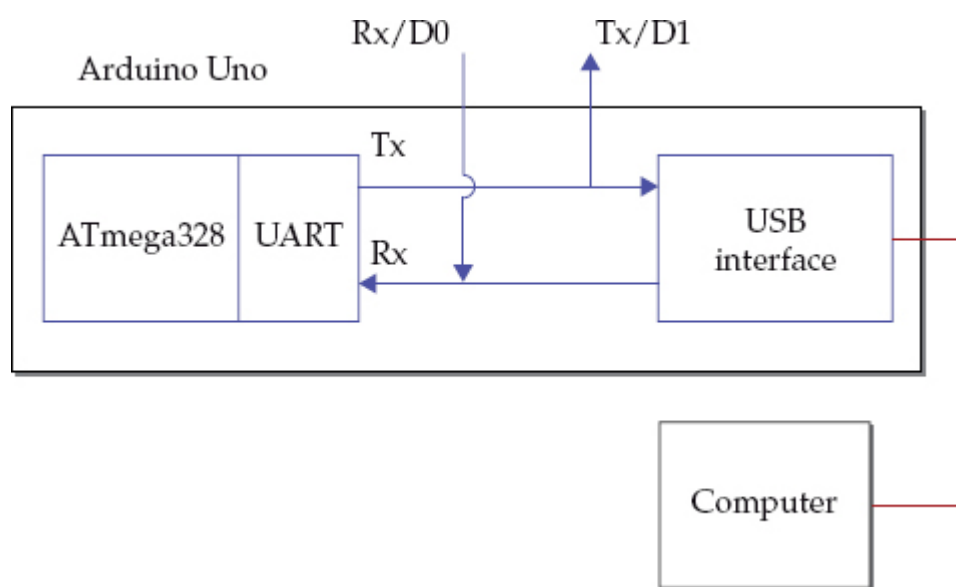 Rx/D0
Tx/D1
Arduino Uno
Tx
ATmega328
UART
Rx
USB
interface
Computer